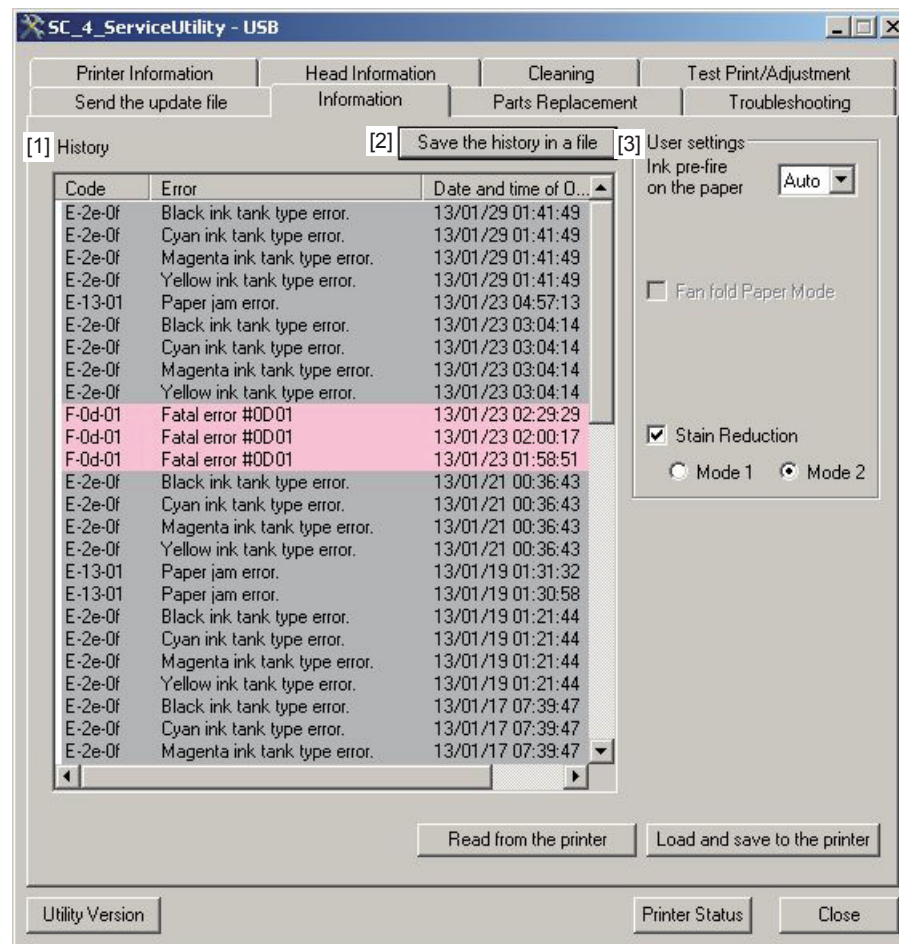 SC_4_ServiceUtility - USB
Printer Information Head Information Cleaning Test Print/Adjustment
Send the update file Information Parts Replacement Troubleshooting
[1] History [2] Save the history in a file [3] User settings
Ink pre-fire
on the paper Auto
Code Error Date and time of O...
E-2e-0f Black ink tank type error. 13/01/29 01:41:49
E-2e-0f Cyan ink tank type error. 13/01/29 01:41:49
E-2e-0f Magenta ink tank type error. 13/01/29 01:41:49
E-2e-0f Yellow ink tank type error. 13/01/29 01:41:49
E-13-01 Paper jam error. 13/01/23 04:57:13
E-2e-0f Black ink tank type error. 13/01/23 03:04:14
E-2e-0f Cyan ink tank type error. 13/01/23 03:04:14
E-2e-0f Magenta ink tank type error. 13/01/23 03:04:14
E-2e-0f Yellow ink tank type error. 13/01/23 03:04:14
F-0d-01 Fatal error #0D01 13/01/23 02:29:29
F-0d-01 Fatal error #0D01 13/01/23 02:00:17
F-0d-01 Fatal error #0D01 13/01/23 01:58:51
E-2e-0f Black ink tank type error. 13/01/21 00:36:43
E-2e-0f Cyan ink tank type error. 13/01/21 00:36:43
E-2e-0f Magenta ink tank type error. 13/01/21 00:36:43
E-2e-0f Yellow ink tank type error. 13/01/21 00:36:43
E-13-01 Paper jam error. 13/01/19 01:31:32
E-13-01 Paper jam error. 13/01/19 01:30:58
E-2e-0f Black ink tank type error. 13/01/19 01:21:44
E-2e-0f Cyan ink tank type error. 13/01/19 01:21:44
E-2e-0f Magenta ink tank type error. 13/01/19 01:21:44
E-2e-0f Yellow ink tank type error. 13/01/19 01:21:44
E-2e-0f Black ink tank type error. 13/01/17 07:39:47
E-2e-0f Cyan ink tank type error. 13/01/17 07:39:47
E-2e-0f Magenta ink tank type error. 13/01/17 07:39:47
Fan fold Paper Mode
Stain Reduction
Mode 1 Mode 2
Read from the printer Load and save to the printer
Utility Version Printer Status Close